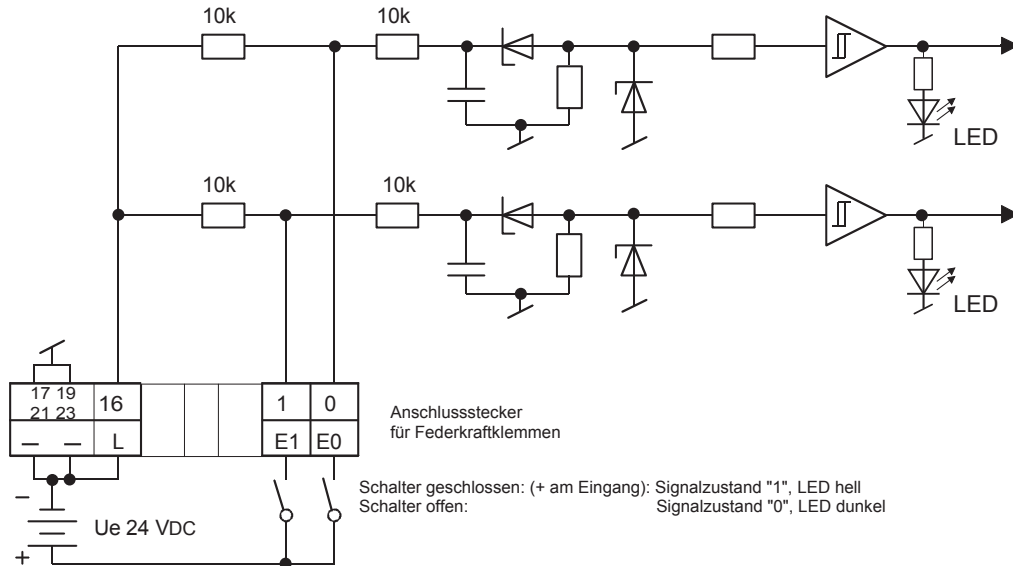 10k 10k
LED
10k 10k
LED
17 19
21 23
16
1 0
– – L
E1 E0
Anschlussstecker
für Federkraftklemmen
Schalter geschlossen: (+ am Eingang): Signalzustand "1", LED hell
Schalter offen: Signalzustand "0", LED dunkel
–
Ue 24 VDC
+